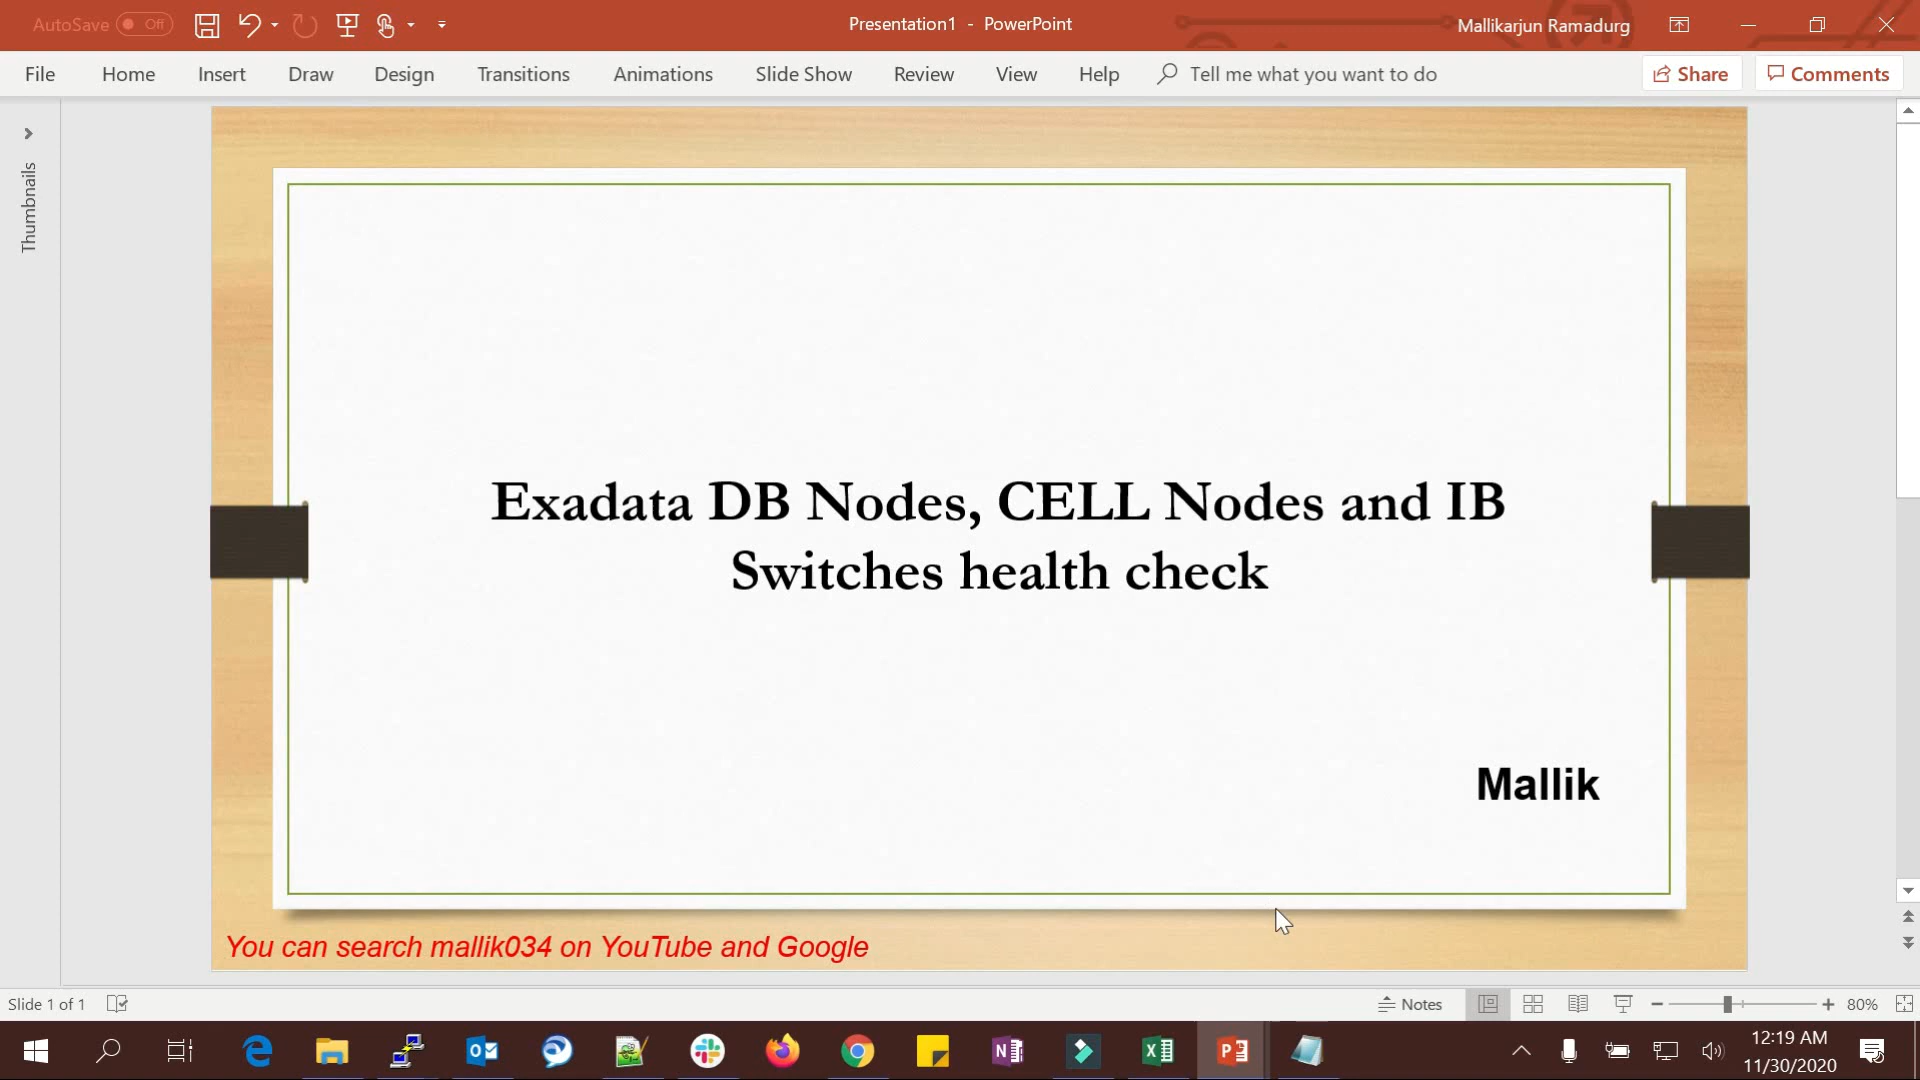 AutoSave Off
Presentation1 - PowerPoint
Mallikarjun Ramadurg
File Home Insert Draw Design Transitions Animations Slide Show Review View Help Tell me what you want to do Share Comments
Thumbnails
Exadata DB Nodes, CELL Nodes and IB
Switches health check
Mallik
You can search mallik034 on YouTube and Google
Slide 1 of 1 Notes 80%
12:19 AM
11/30/2020